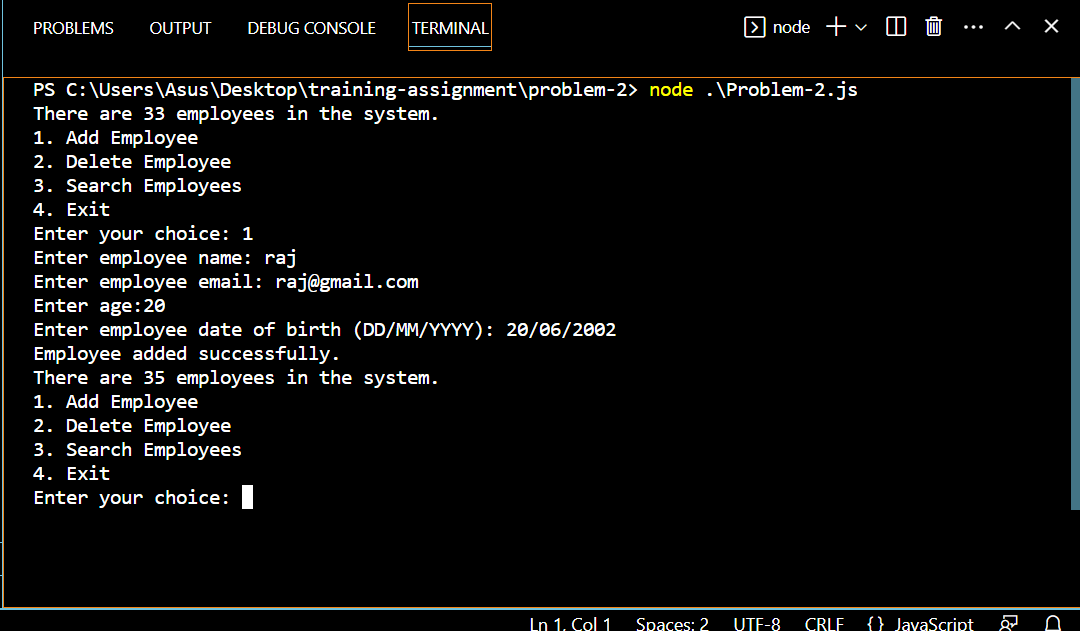 PROBLEMS OUTPUT DEBUG CONSOLE TERMINAL node
PS C:\Users\Asus\Desktop\training-assignment\problem-2> node .\Problem-2.js
There are 33 employees in the system.
1. Add Employee
2. Delete Employee
3. Search Employees
4. Exit
Enter your choice: 1
Enter employee name: raj
Enter employee email: raj@gmail.com
Enter age:20
Enter employee date of birth (DD/MM/YYYY): 20/06/2002
Employee added successfully.
There are 35 employees in the system.
1. Add Employee
2. Delete Employee
3. Search Employees
4. Exit
Enter your choice:
Ln 1, Col 1 Spaces: 2 UTF-8 CRLF {} JavaScript